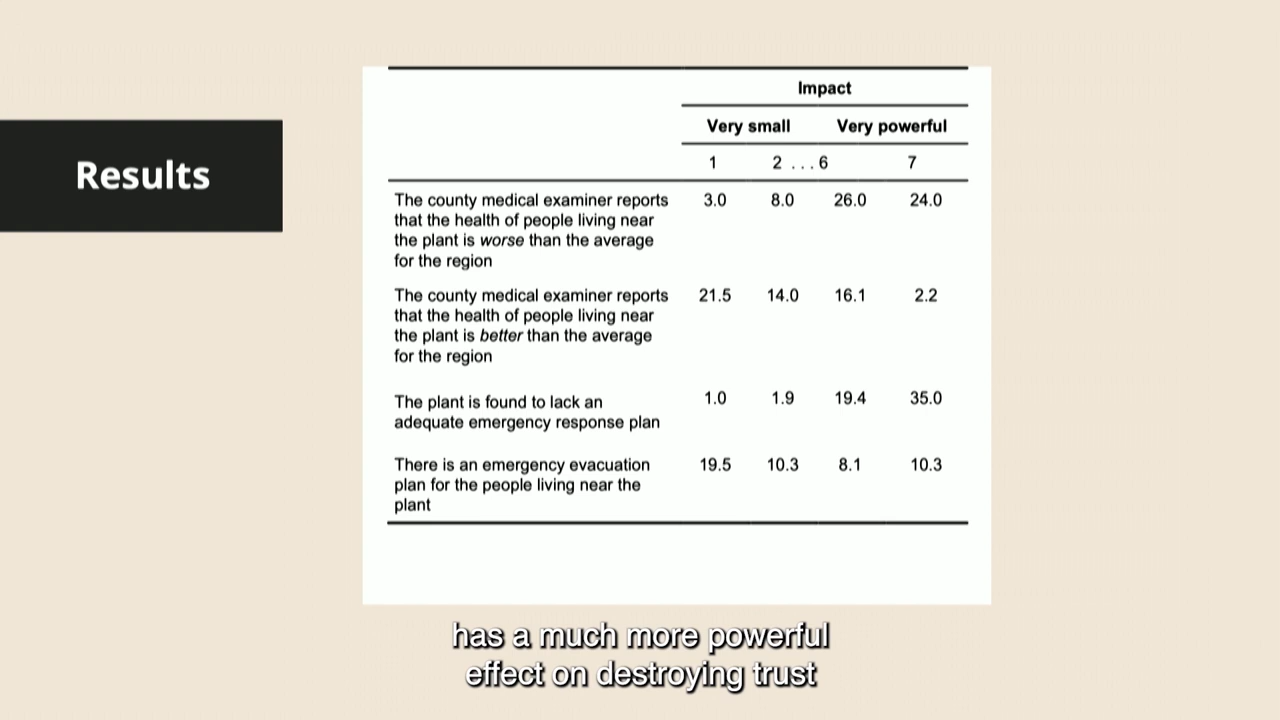 Results
Impact
Very small Very powerful
1 2 . . . 6 7
The county medical examiner reports 3.0 8.0 26.0 24.0
that the health of people living near
the plant is worse than the average
for the region
The county medical examiner reports 21.5 14.0 16.1 2.2
that the health of people living near
the plant is better than the average
for the region
The plant is found to lack an 1.0 1.9 19.4 35.0
adequate emergency response plan
There is an emergency evacuation 19.5 10.3 8.1 10.3
plan for the people living near the
plant
has a much more powerful
effect on destroying trust